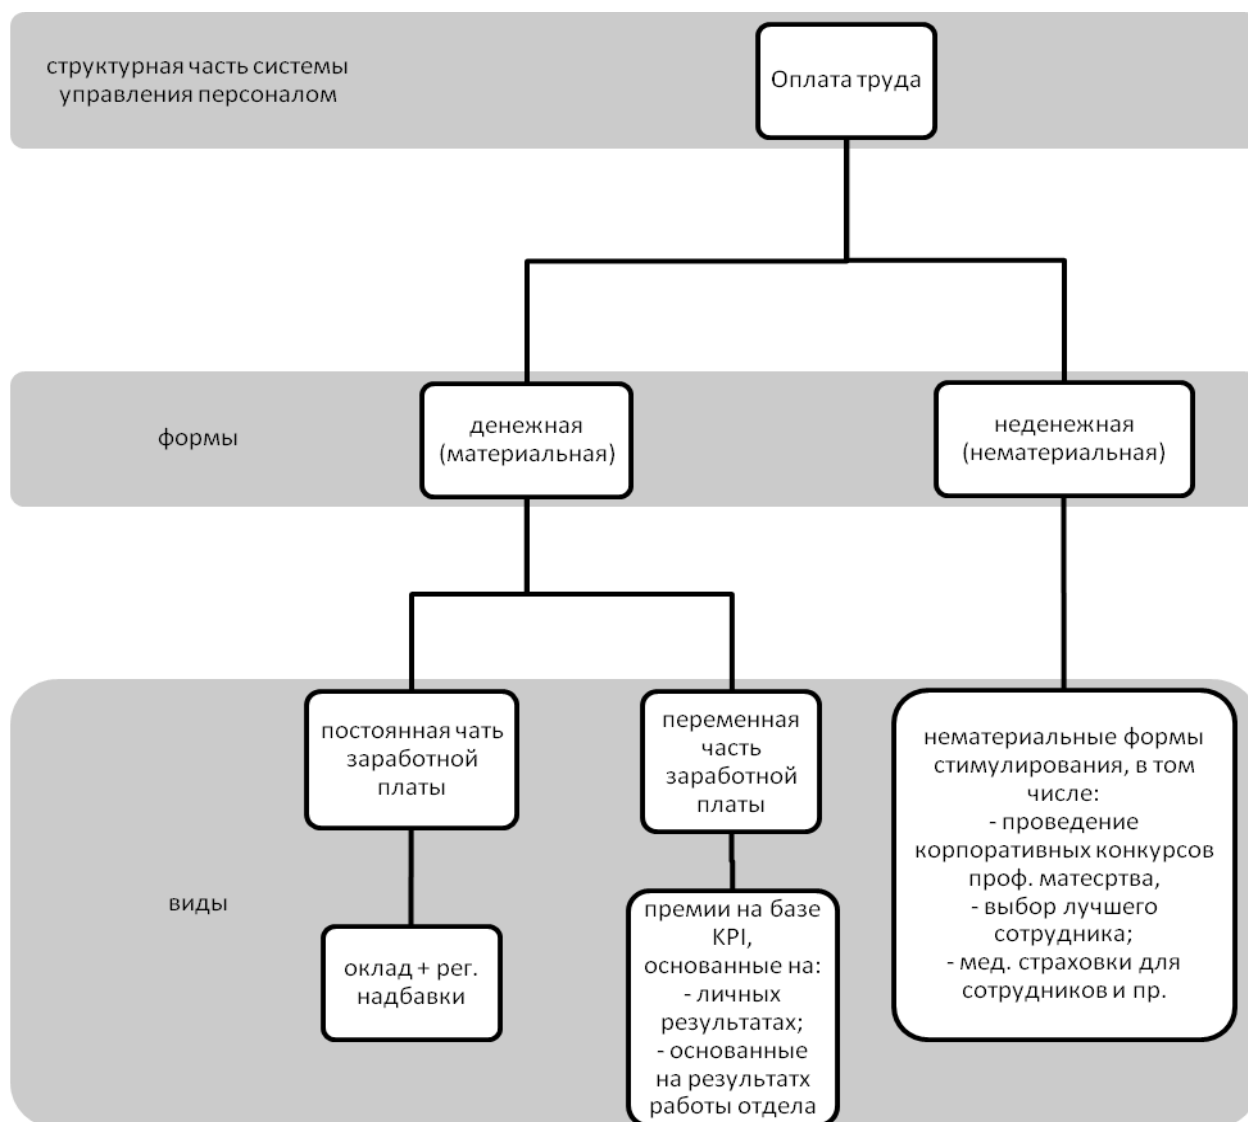 структурная часть системы
управления персоналом
Оплата труда
формы
денежная
(материальная)
неденежная
(нематериальная)
виды
постоянная чать
заработной
платы
переменная
часть
заработной
платы
нематериальные формы
стимулирования, в том
числе:
- проведение
корпоративных конкурсов
проф. матесртва,
- выбор лучшего
сотрудника;
- мед. страховки для
сотрудников и пр.
оклад + рег.
надбавки
премии на базе
KPI,
основанные на:
- личных
результатах;
- основанные
на результатх
работы отдела